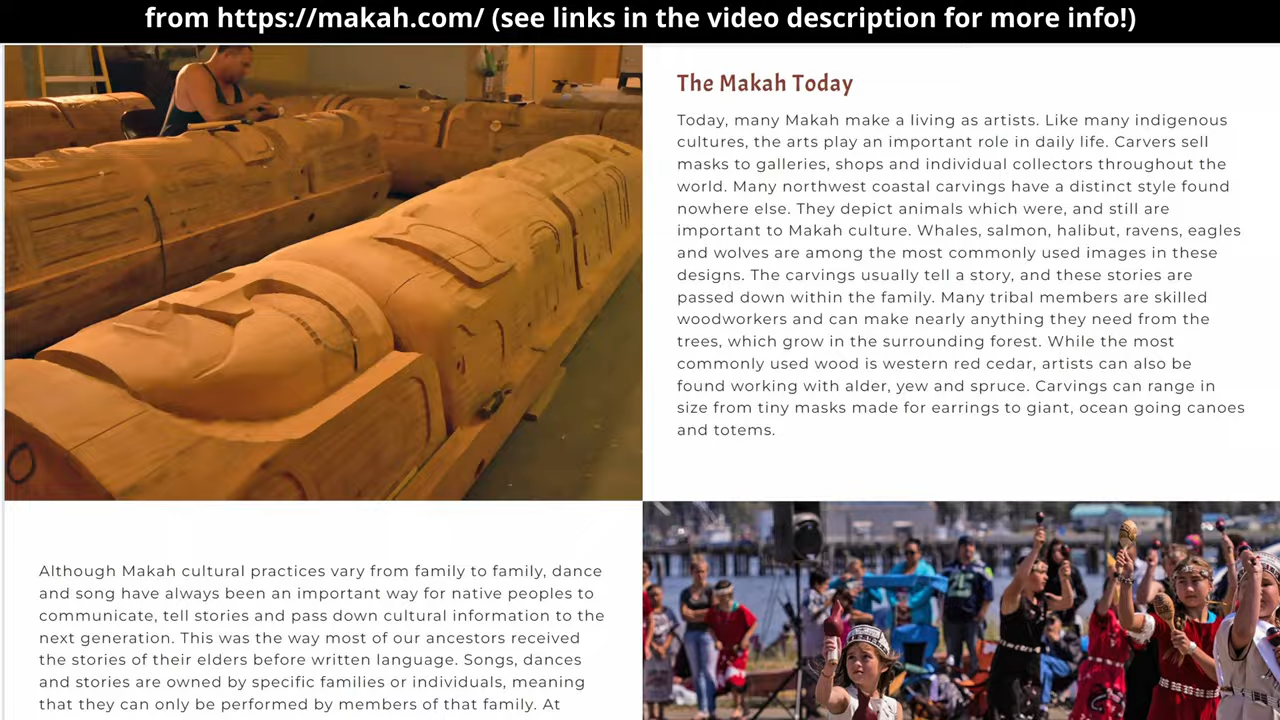 from https://makah.com/ (see links in the video description for more info!)
The Makah Today
Today, many Makah make a living as artists. Like many indigenous
cultures, the arts play an important role in daily life. Carvers sell
masks to galleries, shops and individual collectors throughout the
world. Many northwest coastal carvings have a distinct style found
nowhere else. They depict animals which were, and still are
important to Makah culture. Whales, salmon, halibut, ravens, eagles
and wolves are among the most commonly used images in these
designs. The carvings usually tell a story, and these stories are
passed down within the family. Many tribal members are skilled
woodworkers and can make nearly anything they need from the
trees, which grow in the surrounding forest. While the most
commonly used wood is western red cedar, artists can also be
found working with alder, yew and spruce. Carvings can range in
size from tiny masks made for earrings to giant, ocean going canoes
and totems.
Although Makah cultural practices vary from family to family, dance
and song have always been an important way for native peoples to
communicate, tell stories and pass down cultural information to the
next generation. This was the way most of our ancestors received
the stories of their elders before written language. Songs, dances
and stories are owned by specific families or individuals, meaning
that they can only be performed by members of that family. At